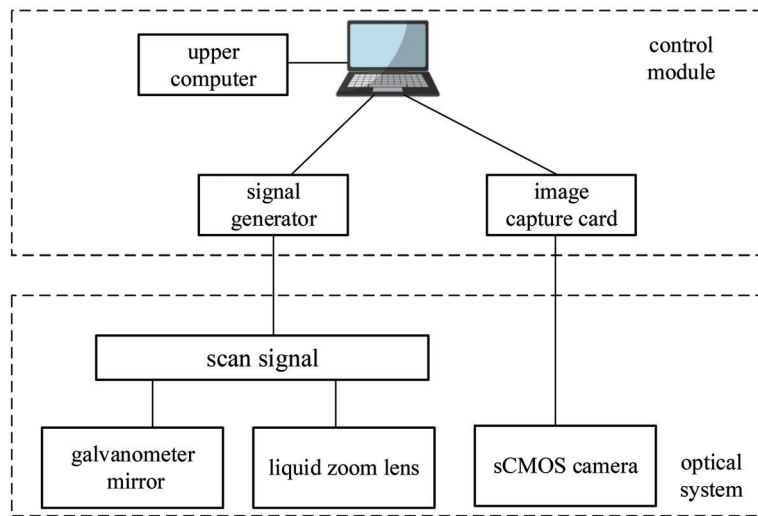 upper
computer
control
module
signal
generator
image
capture card
scan signal
galvanometer
mirror
liquid zoom lens
sCMOS camera
optical
system